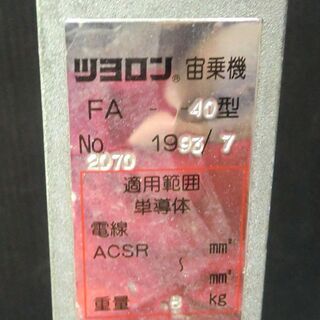 ツヨロン® 宙乗機
FA - -40型
No 1993/7
2070
適用範囲
単導体
電線
ACSR mm²
～
mm²
重量 kg